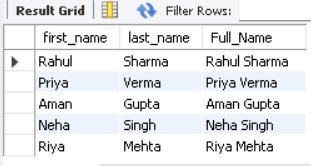 Result Grid Filter Rows:
first_name last_name Full_Name
Rahul Sharma Rahul Sharma
Priya Verma Priya Verma
Aman Gupta Aman Gupta
Neha Singh Neha Singh
Riya Mehta Riya Mehta